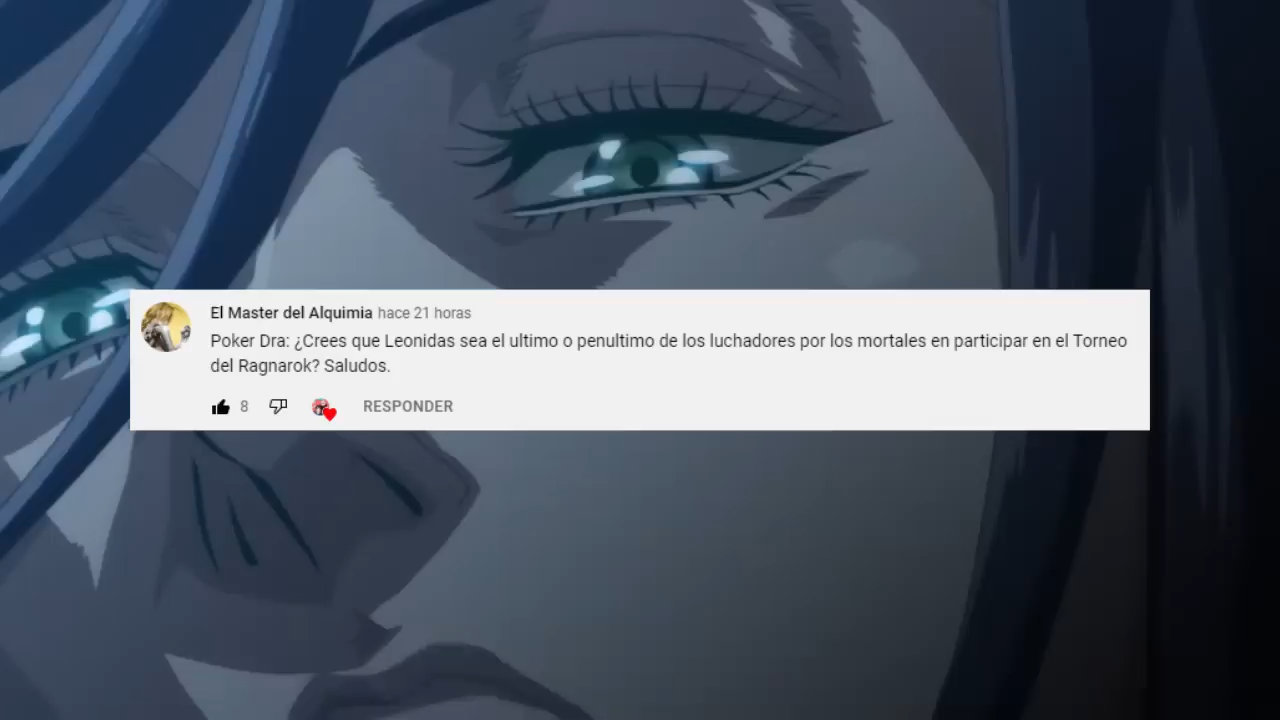 El Master del Alquimia hace 21 horas
Poker Dra: ¿Crees que Leonidas sea el ultimo o penultimo de los luchadores por los mortales en participar en el Torneo
del Ragnarok? Saludos.
8 RESPONDER